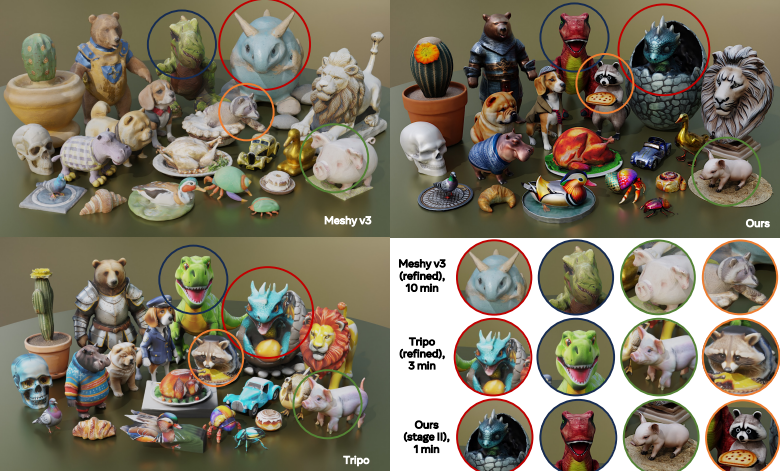 Meshy v3
Ours
Tripo
Meshy v3
(refined),
10 min
Tripo
(refined),
3 min
Ours
(stage II),
1 min